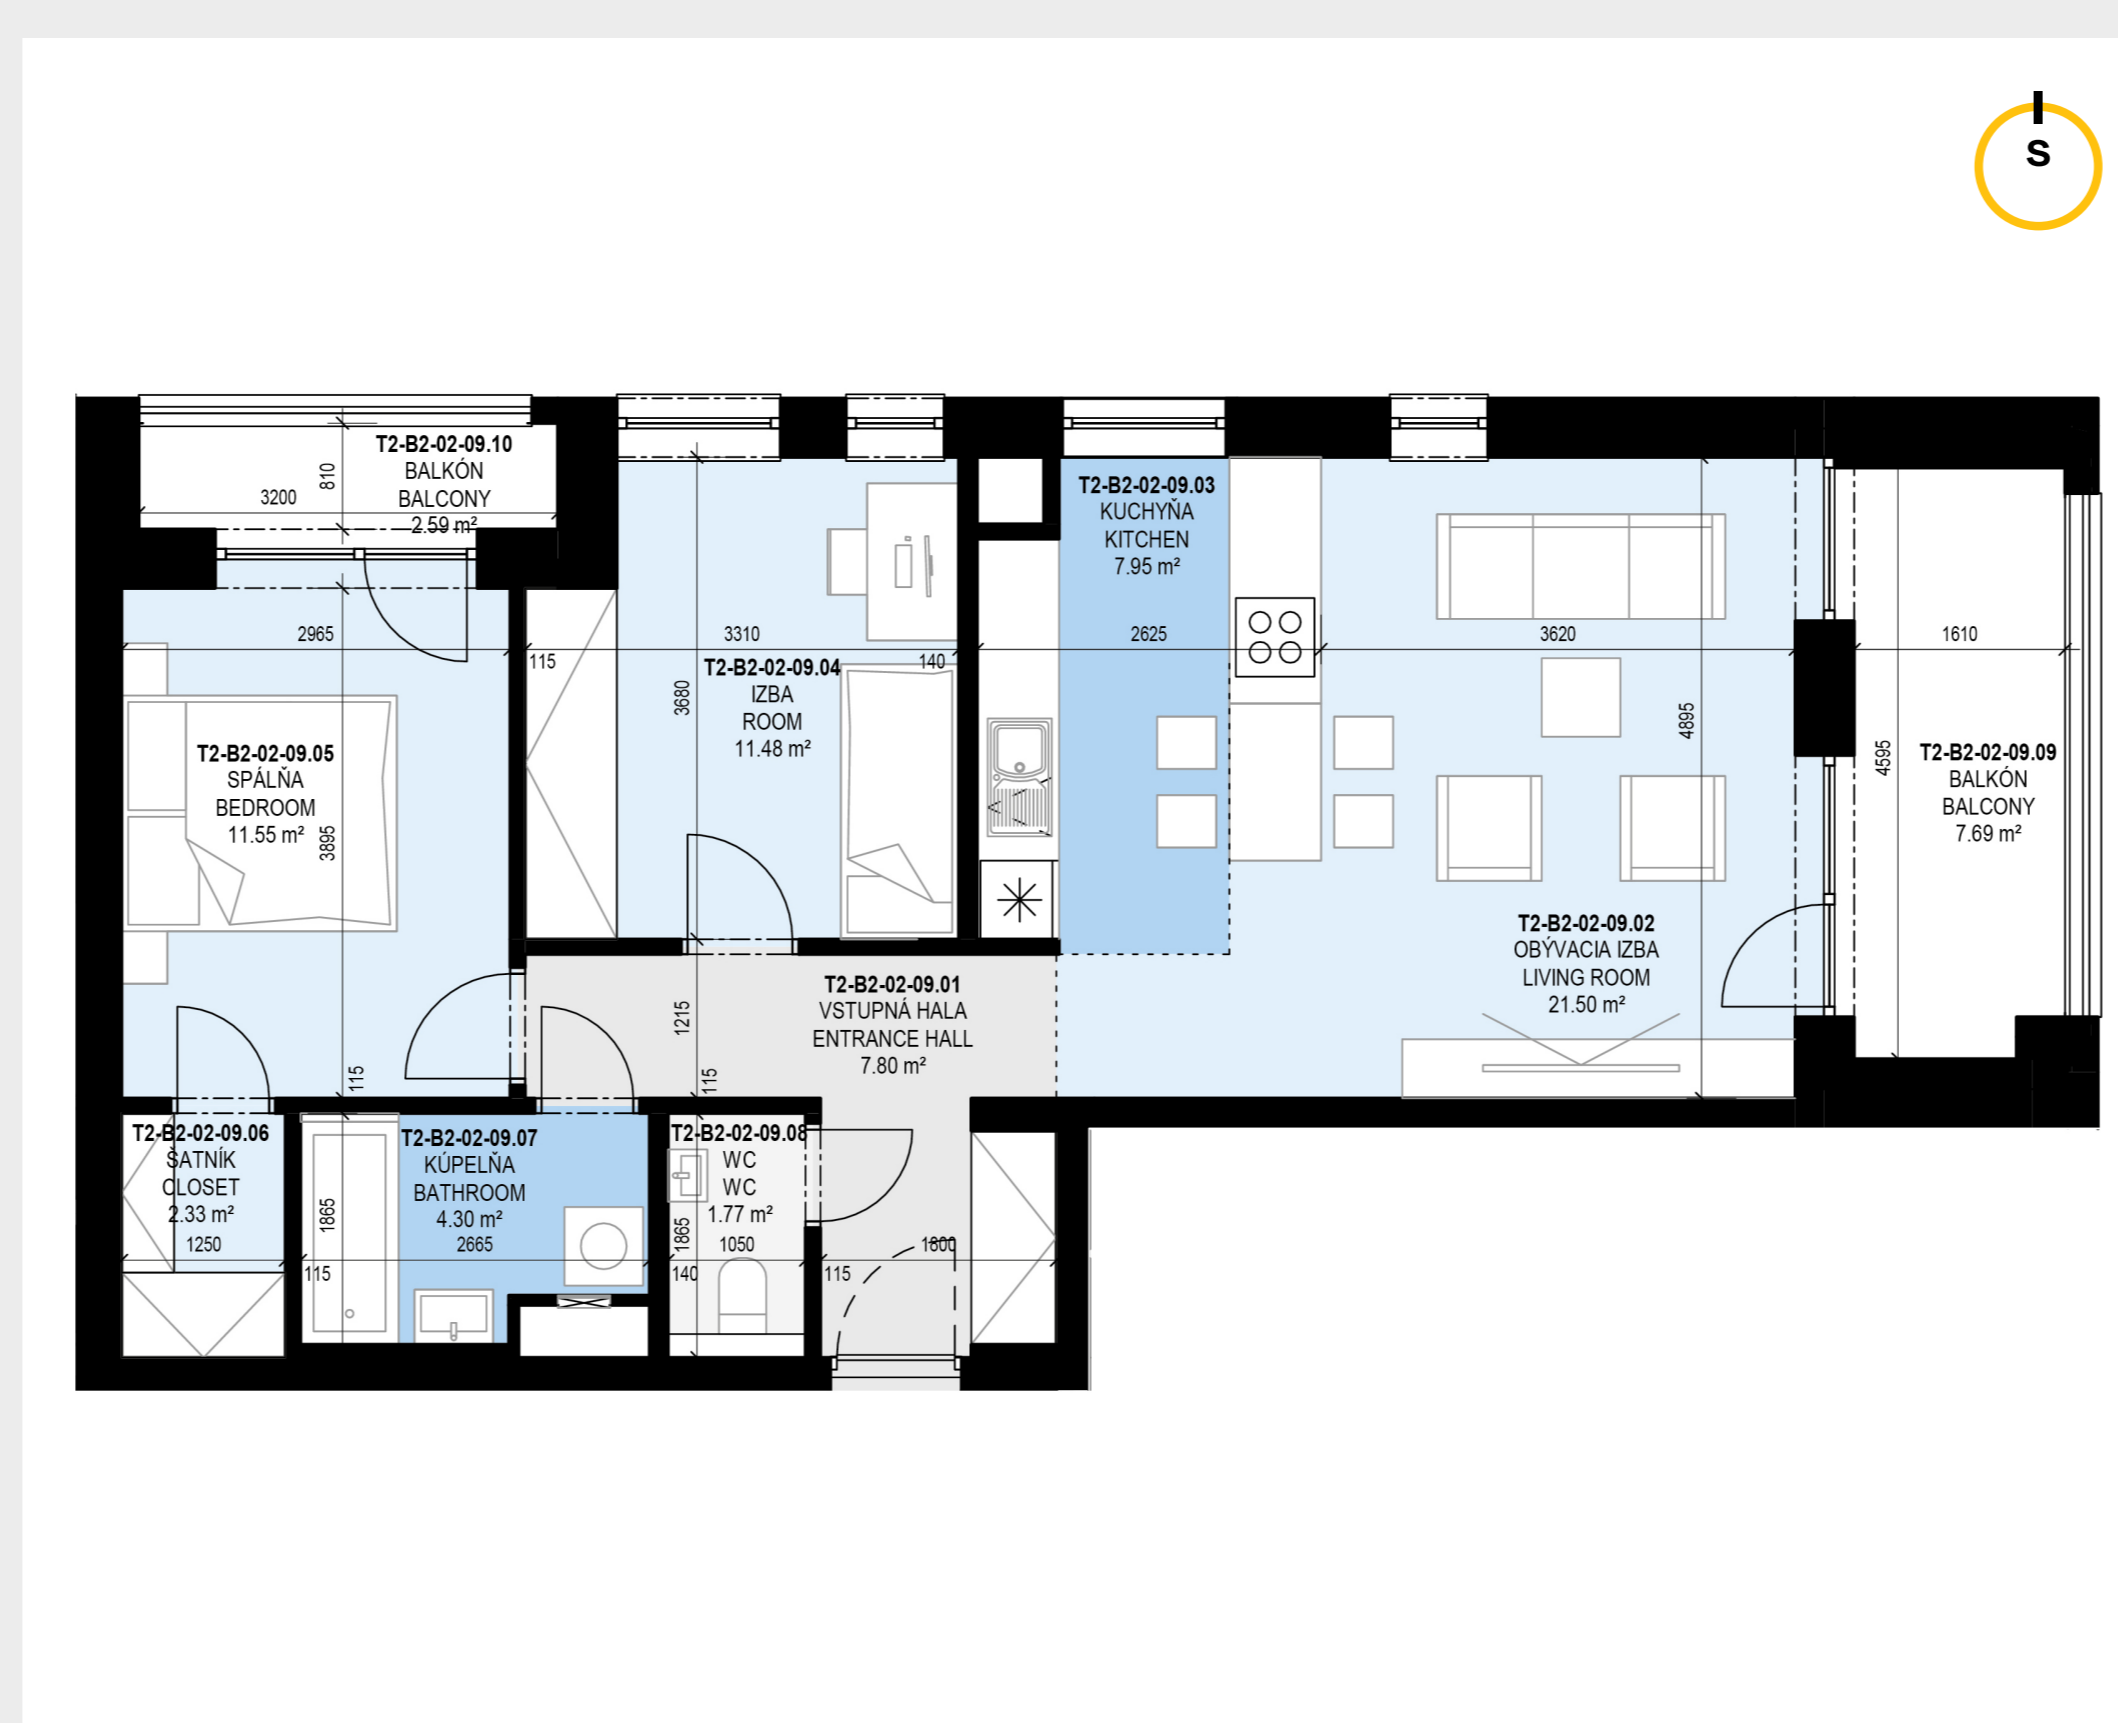 S
T2-B2-02-09.10
BALKÓN
BALCONY
2.59 m²
3200
810
T2-B2-02-09.03
KUCHYŇA
KITCHEN
7.95 m²
2965
115
3310
140
2625
3620
1610
T2-B2-02-09.04
IZBA
ROOM
11.48 m²
3680
4895
4595
T2-B2-02-09.05
SPÁLŇA
BEDROOM
11.55 m²
3895
T2-B2-02-09.09
BALKÓN
BALCONY
7.69 m²
T2-B2-02-09.02
OBÝVACIA IZBA
LIVING ROOM
21.50 m²
T2-B2-02-09.01
VSTUPNÁ HALA
ENTRANCE HALL
7.80 m²
1215
115
115
T2-B2-02-09.06
ŠATNÍK
CLOSET
2.33 m²
1250
T2-B2-02-09.07
KÚPELŇA
BATHROOM
4.30 m²
2665
1865
115
T2-B2-02-09.08
WC
WC
1.77 m²
1050
1865
140
1800
115